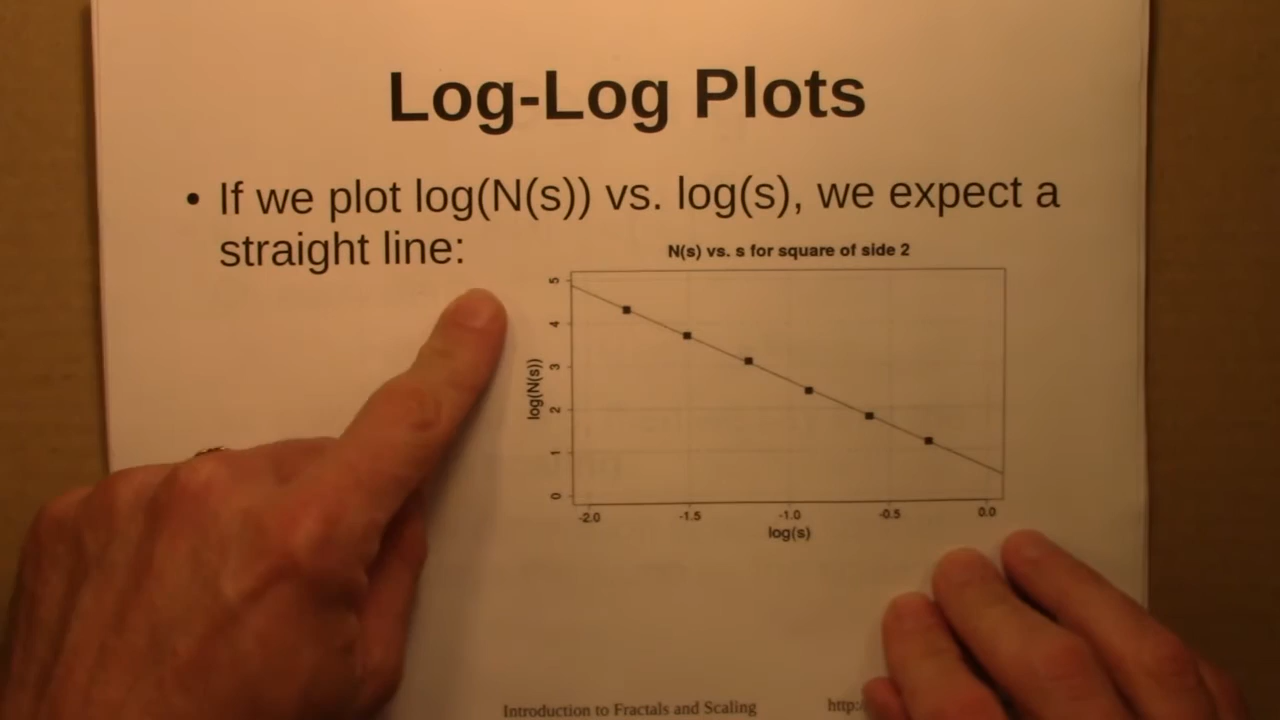 Log-Log Plots
• If we plot log(N(s)) vs. log(s), we expect a
straight line:
N(s) vs. s for square of side 2
5
4
3
2
1
0
log(N(s))
-2.0 -1.5 -1.0 -0.5 0.0
log(s)
Introduction to Fractals and Scaling http:/